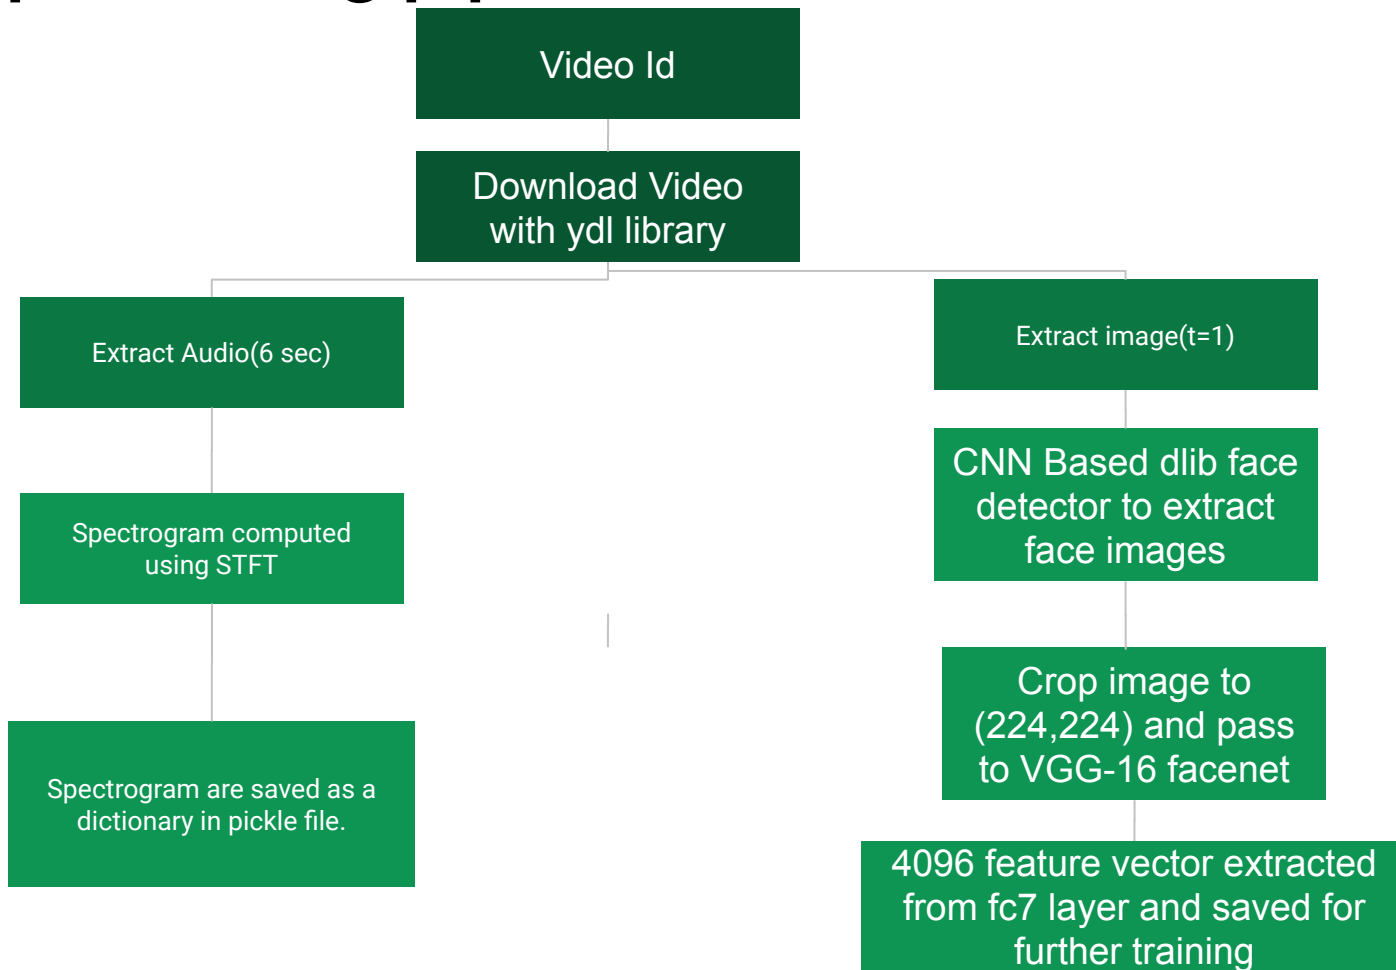 Video Id
Download Video
with ydl library
Extract Audio(6 sec)
Spectrogram computed
using STFT
Spectrogram are saved as a
dictionary in pickle file.
Extract image(t=1)
CNN Based dlib face
detector to extract
face images
Crop image to
(224,224) and pass
to VGG-16 facenet
4096 feature vector extracted
from fc7 layer and saved for
further training